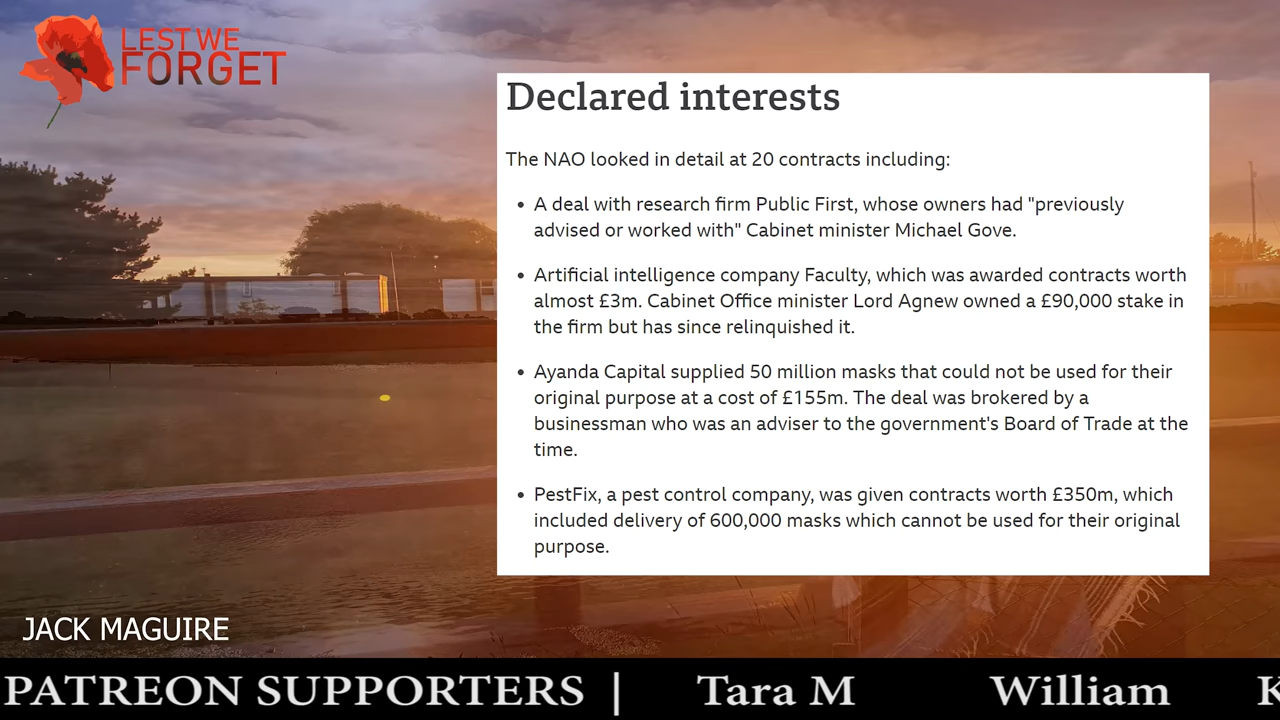 LEST WE
FORGET
Declared interests
The NAO looked in detail at 20 contracts including:
• A deal with research firm Public First, whose owners had "previously
advised or worked with" Cabinet minister Michael Gove.
• Artificial intelligence company Faculty, which was awarded contracts worth
almost £3m. Cabinet Office minister Lord Agnew owned a £90,000 stake in
the firm but has since relinquished it.
• Ayanda Capital supplied 50 million masks that could not be used for their
original purpose at a cost of £155m. The deal was brokered by a
businessman who was an adviser to the government's Board of Trade at the
time.
• PestFix, a pest control company, was given contracts worth £350m, which
included delivery of 600,000 masks which cannot be used for their original
purpose.
JACK MAGUIRE
PATREON SUPPORTERS | Tara M William K